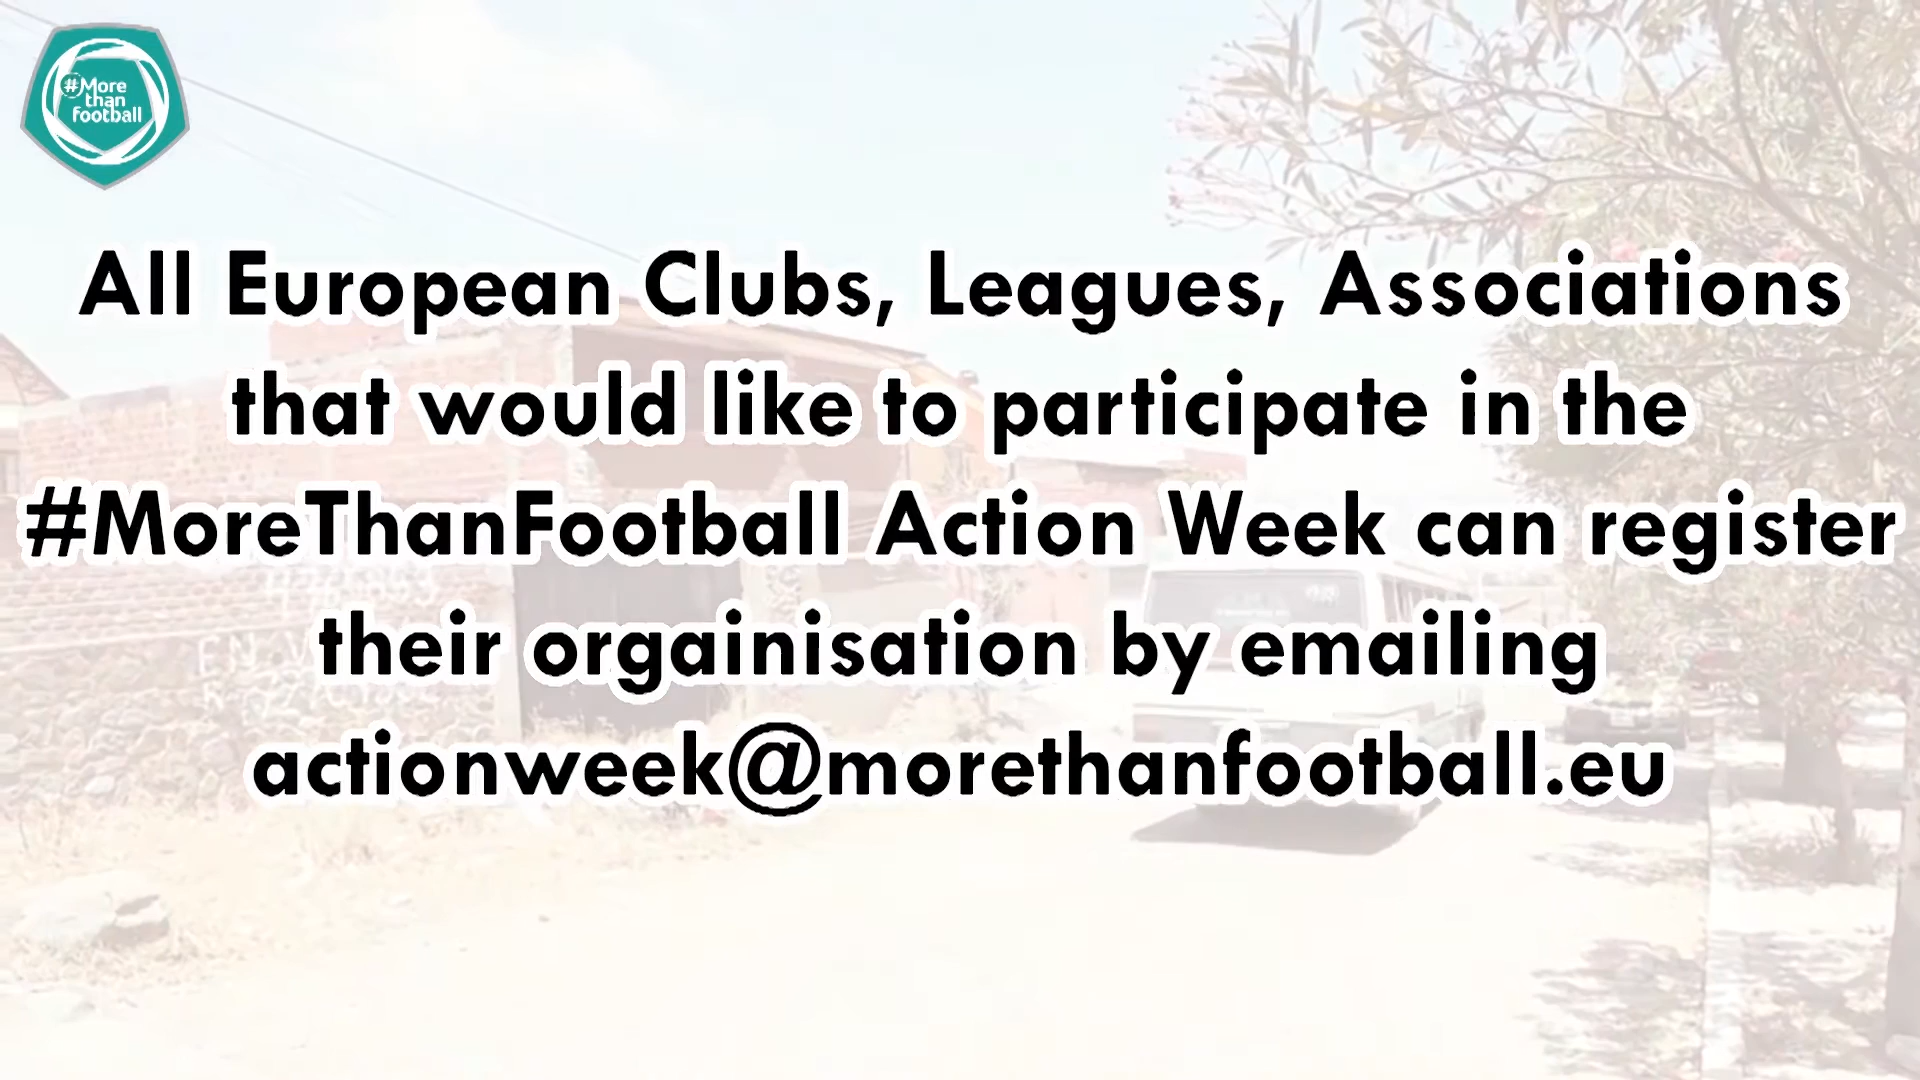 #More
than
football
All European Clubs, Leagues, Associations
that would like to participate in the
#MoreThanFootball Action Week can register
their orgainisation by emailing
actionweek@morethanfootball.eu